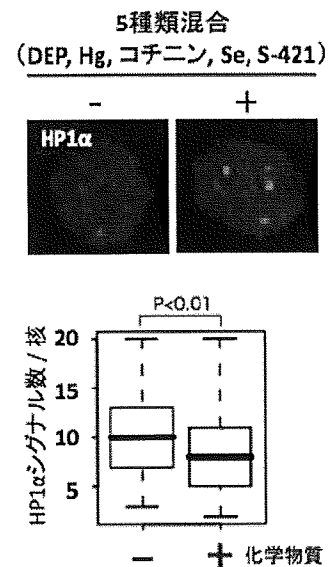 5種類混合
(DEP, Hg, コチニン, Se, S-421)
- +
HP1α
P<0.01
HP1αシグナル数 / 核
20
15
10
5
- + 化学物質